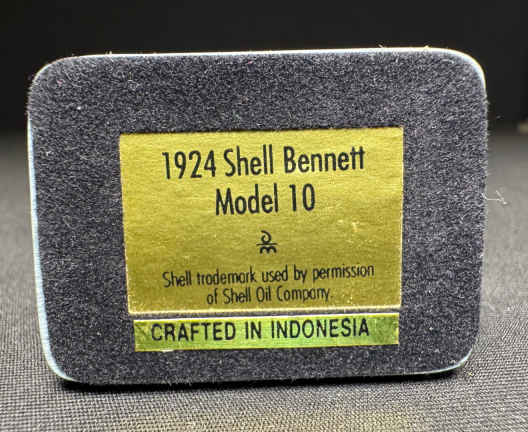 1924 Shell Bennett
Model 10
Shell trademark used by permission
of Shell Oil Company.
CRAFTED IN INDONESIA